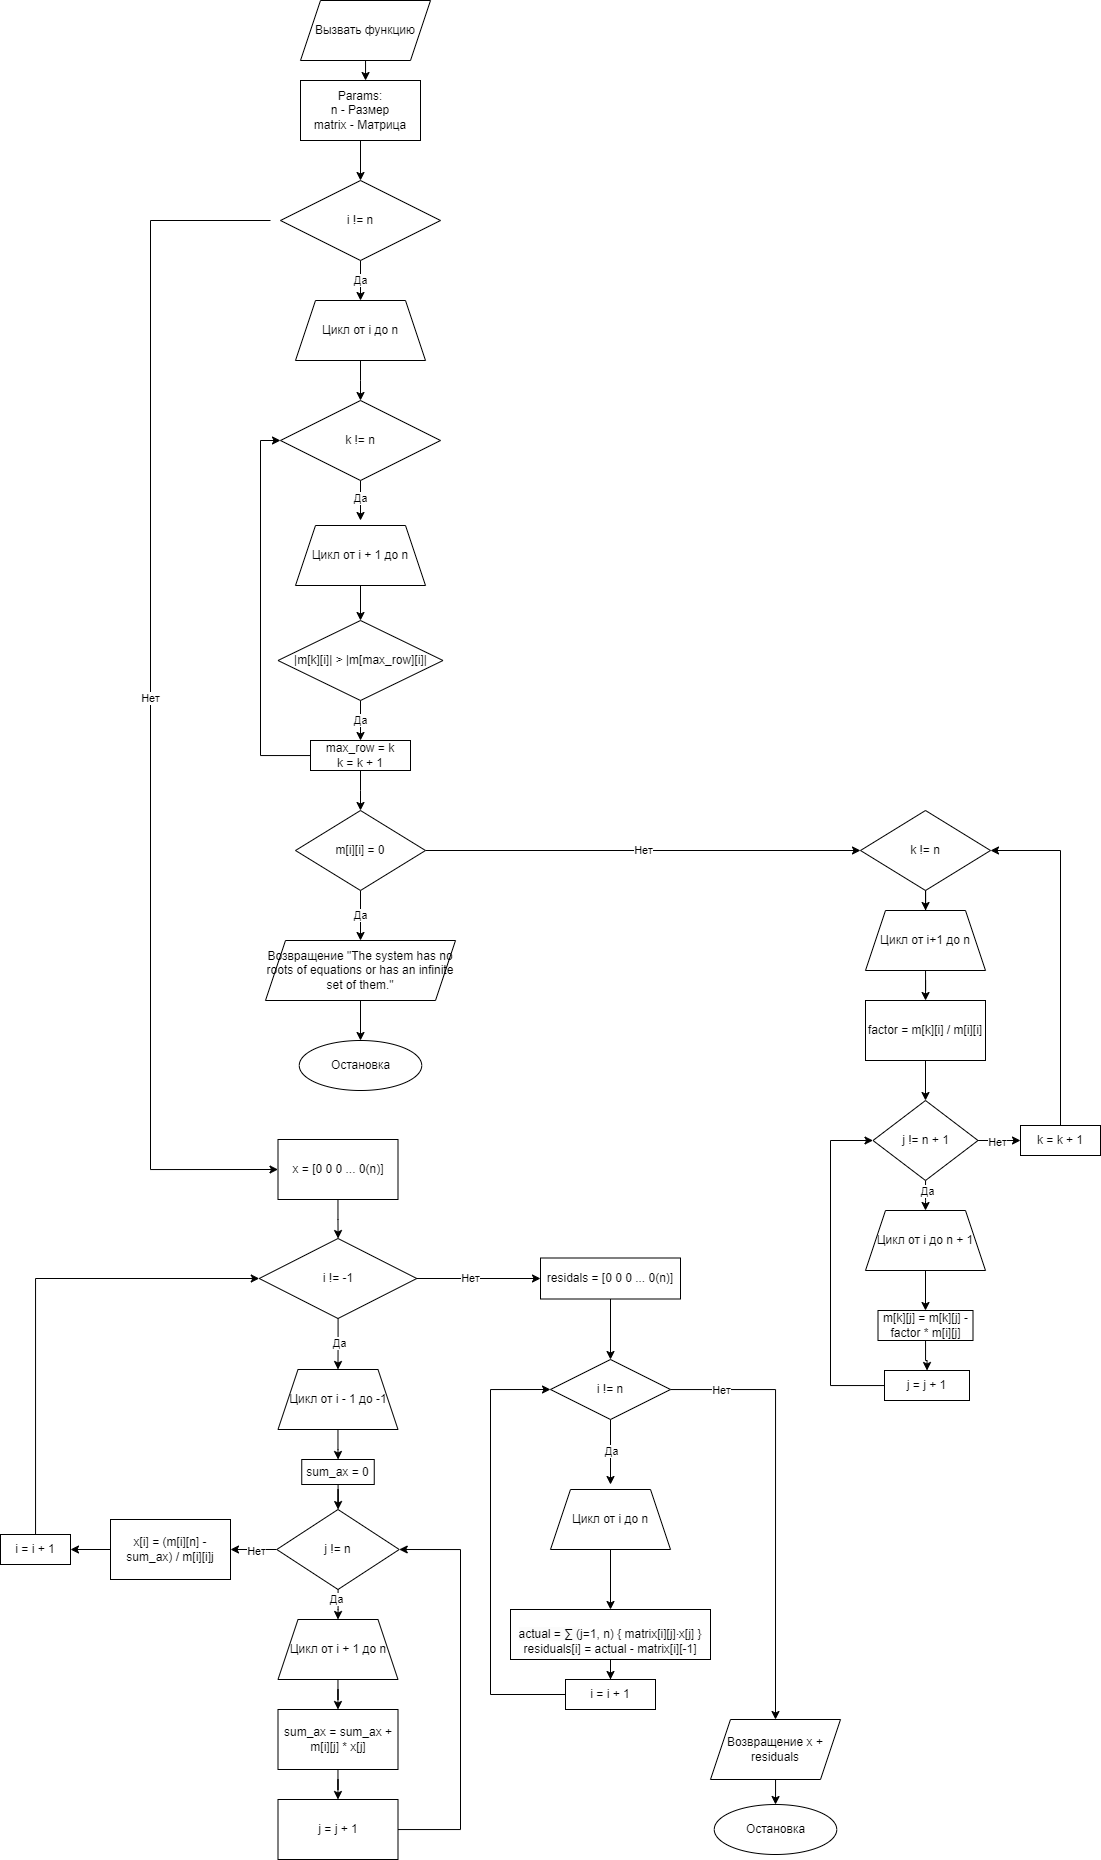 Вызвать функцию
Params:
n - Размер
matrix - Матрица
i != n
Да
Цикл от i до n
k != n
Да
Цикл от i + 1 до n
|m[k][i]| > |m[max_row][i]|
Нет
Да
max_row = k
k = k + 1
m[i][i] = 0
Нет
k != n
Да
Цикл от i+1 до n
Возвращение "The system has no
roots of equations or has an infinite
set of them."
factor = m[k][i] / m[i][i]
Остановка
j != n + 1
Нет
k = k + 1
x = [0 0 0 ... 0(n)]
Да
Цикл от i до n + 1
i != -1
Нет
residals = [0 0 0 ... 0(n)]
m[k][j] = m[k][j] -
factor * m[i][j]
Да
j = j + 1
Цикл от i - 1 до -1
i != n
Нет
Да
sum_ax = 0
Цикл от i до n
i = i + 1
x[i] = (m[i][n] -
sum_ax) / m[i][i]j
Нет
j != n
Да
actual = ∑ (j=1, n) { matrix[i][j]·x[j] }
residuals[i] = actual - matrix[i][-1]
Цикл от i + 1 до n
i = i + 1
sum_ax = sum_ax +
m[i][j] * x[j]
Возвращение x +
residuals
j = j + 1
Остановка